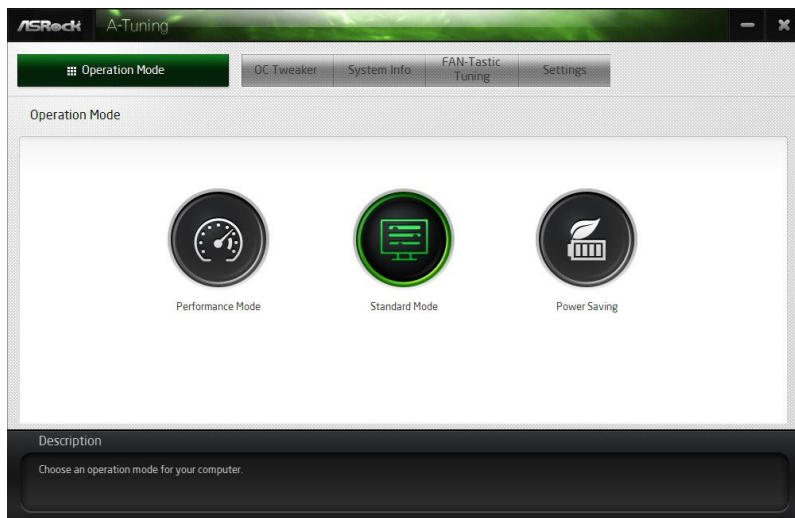 ASRock A-Tuning
Operation Mode OC Tweaker System Info FAN-Tastic Tuning Settings
Operation Mode
Performance Mode Standard Mode Power Saving
Description
Choose an operation mode for your computer.